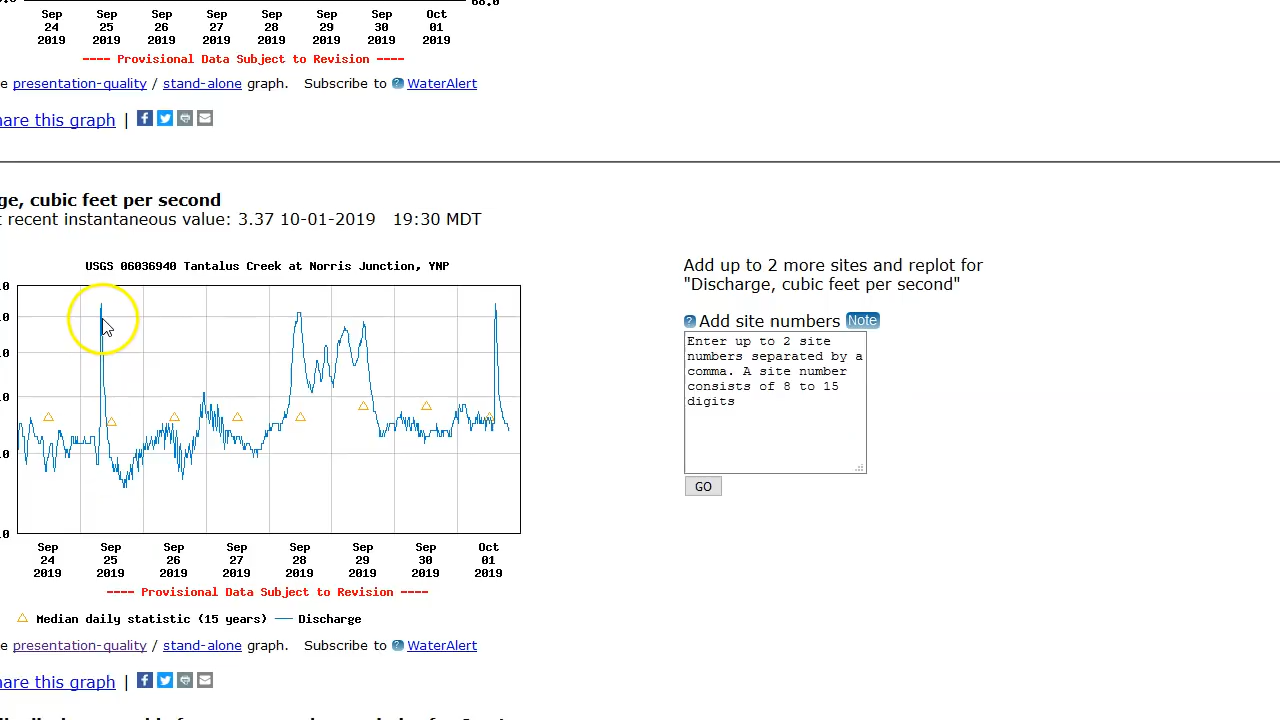 Sep Sep Sep Sep Sep Sep Sep Oct
24 25 26 27 28 29 30 01
2019 2019 2019 2019 2019 2019 2019 2019
---- Provisional Data Subject to Revision ----
presentation-quality / stand-alone graph. Subscribe to ? WaterAlert
this graph |
cubic feet per second
recent instantaneous value: 3.37 10-01-2019 19:30 MDT
USGS 06036940 Tantalus Creek at Norris Junction, YNP
Sep Sep Sep Sep Sep Sep Sep Oct
24 25 26 27 28 29 30 01
2019 2019 2019 2019 2019 2019 2019 2019
---- Provisional Data Subject to Revision ----
△ Median daily statistic (15 years) — Discharge
presentation-quality / stand-alone graph. Subscribe to ? WaterAlert
this graph |
Add up to 2 more sites and replot for
"Discharge, cubic feet per second"
? Add site numbers Note
Enter up to 2 site
numbers separated by a
comma. A site number
consists of 8 to 15
digits
GO